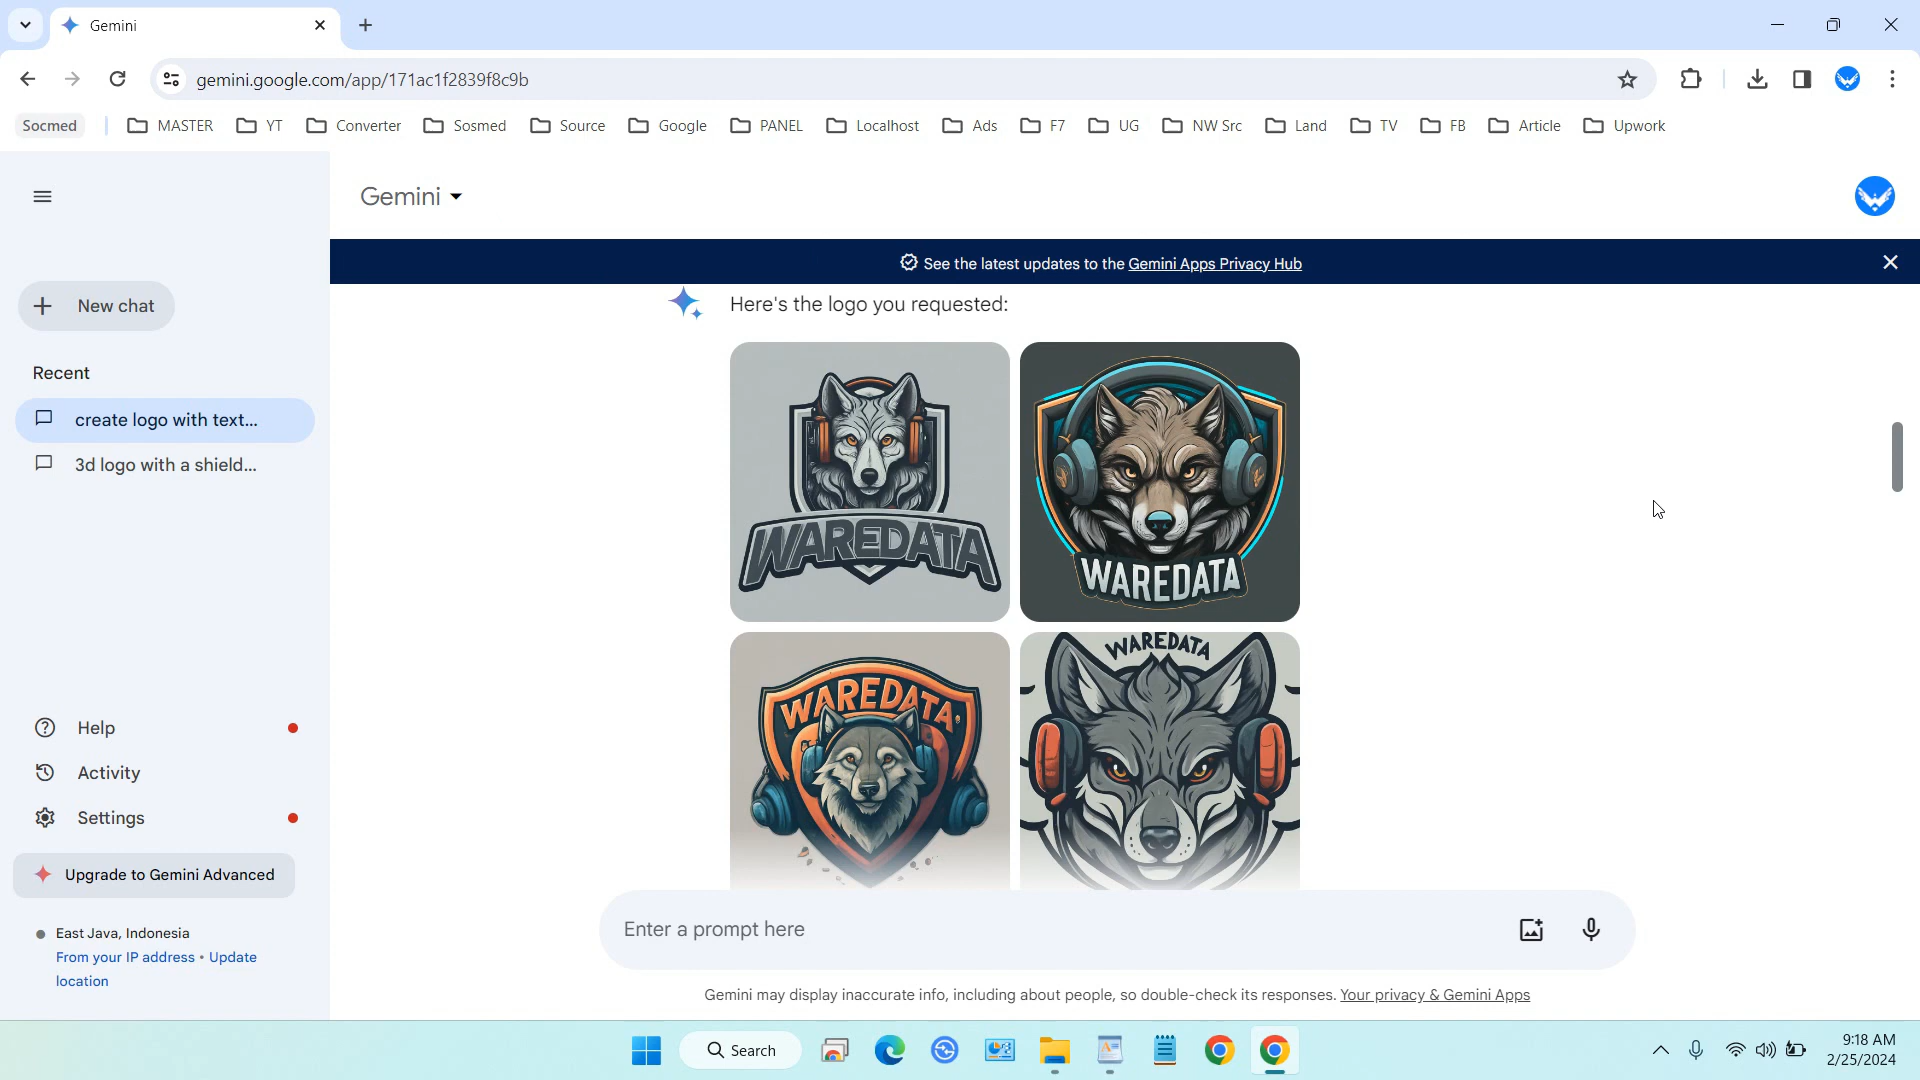 Gemini
gemini.google.com/app/171ac1f2839f8c9b
Socmed MASTER YT Converter Sosmed Source Google PANEL Localhost Ads F7 UG NW Src Land TV FB Article Upwork
Gemini
See the latest updates to the Gemini Apps Privacy Hub
New chat
Recent
create logo with text...
3d logo with a shield...
Here's the logo you requested:
WAREDATA
WAREDATA
WAREDATA
WAREDATA
Help
Activity
Settings
Upgrade to Gemini Advanced
East Java, Indonesia
From your IP address • Update
location
Enter a prompt here
Gemini may display inaccurate info, including about people, so double-check its responses. Your privacy & Gemini Apps
Search
9:18 AM
2/25/2024